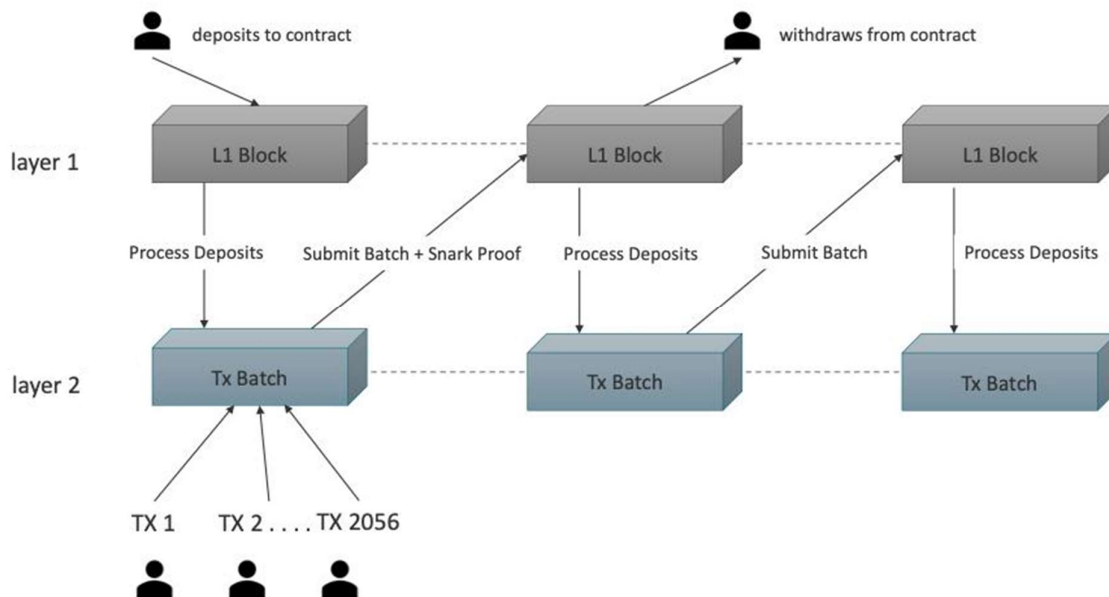 deposits to contract
withdraws from contract
layer 1
L1 Block
L1 Block
L1 Block
Process Deposits
Submit Batch + Snark Proof
Process Deposits
Submit Batch
Process Deposits
layer 2
Tx Batch
Tx Batch
Tx Batch
TX 1
TX 2 . . . .
TX 2056